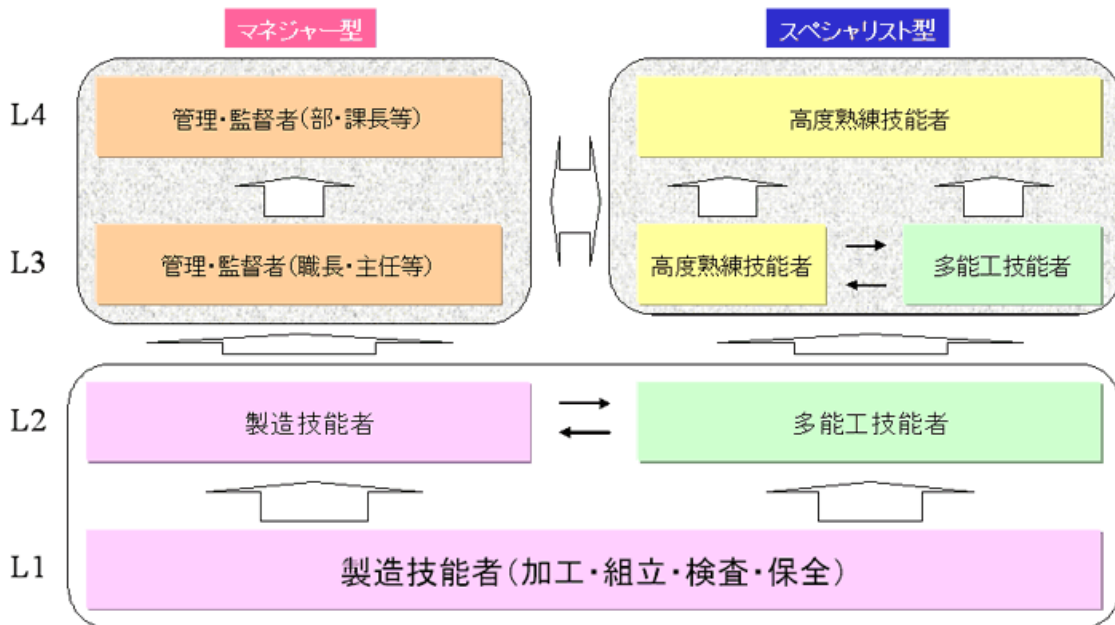 マネジャー型
スペシャリスト型
L4
管理・監督者(部・課長等)
高度熟練技能者
L3
管理・監督者(職長・主任等)
高度熟練技能者
多能工技能者
L2
製造技能者
多能工技能者
L1
製造技能者(加工・組立・検査・保全)